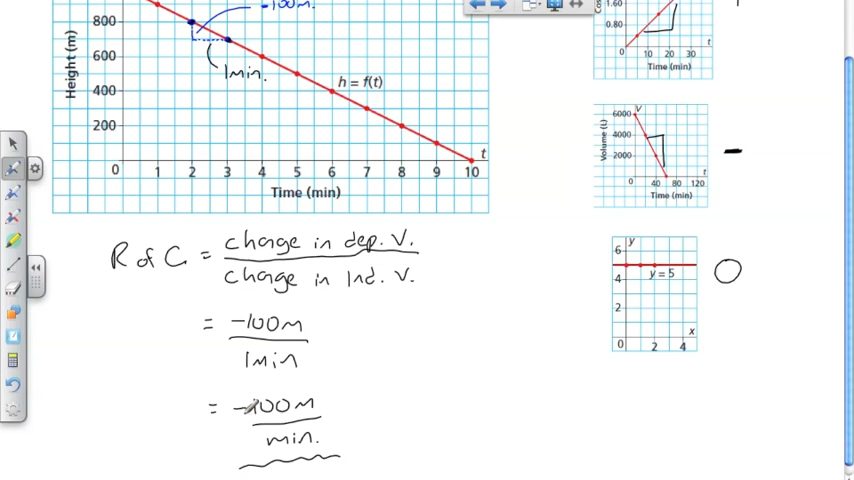 -100m.
800
600
400
200
0
1 2 3 4 5 6 7 8 9 10
Height (m)
Time (min)
t
h = f(t)
1min.
R of C = change in dep. V.
change in Ind. V.
= -100m
1min
= -100m
min.
1.60
0.80
0
10 20 30
t
Time (min)
V
6000
4000
2000
0
40 80 120
t
Volume (L)
Time (min)
-
y
6
4
2
0
2 4
x
y = 5
0